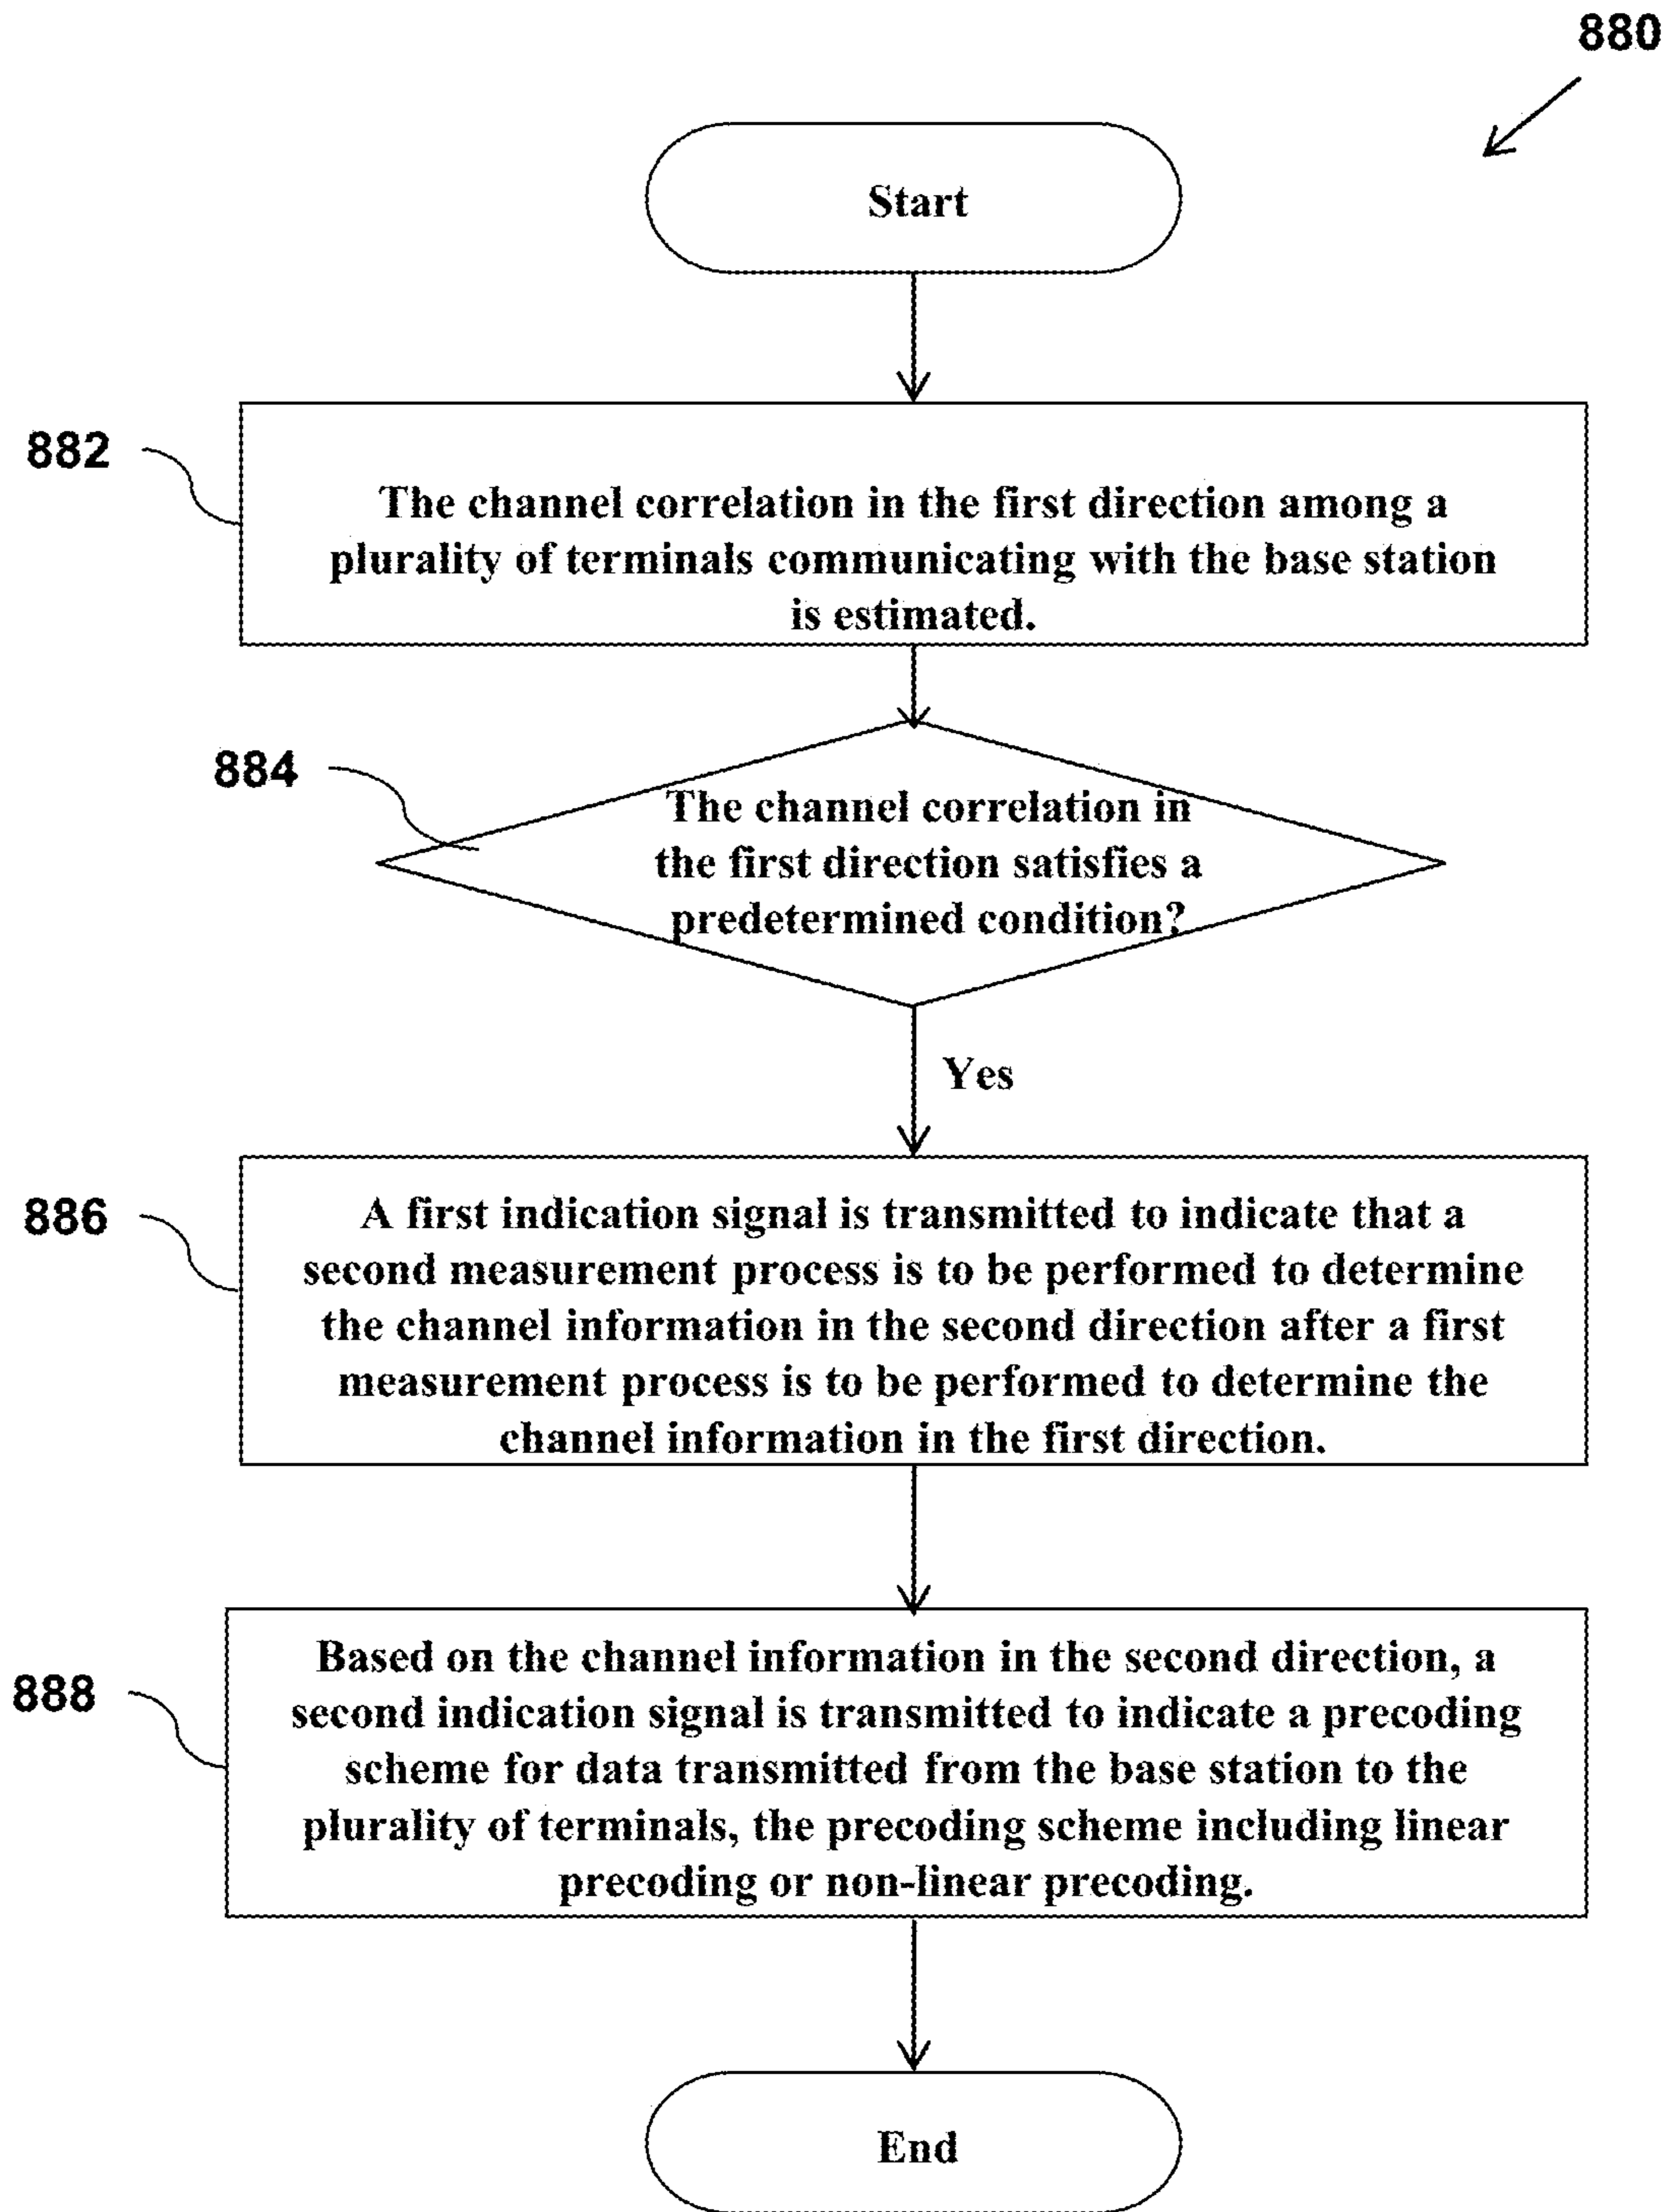 880
Start
882
The channel correlation in the first direction among a
plurality of terminals communicating with the base station
is estimated.
884
The channel correlation in
the first direction satisfies a
predetermined condition?
Yes
886
A first indication signal is transmitted to indicate that a
second measurement process is to be performed to determine
the channel information in the second direction after a first
measurement process is to be performed to determine the
channel information in the first direction.
888
Based on the channel information in the second direction, a
second indication signal is transmitted to indicate a precoding
scheme for data transmitted from the base station to the
plurality of terminals, the precoding scheme including linear
precoding or non-linear precoding.
End